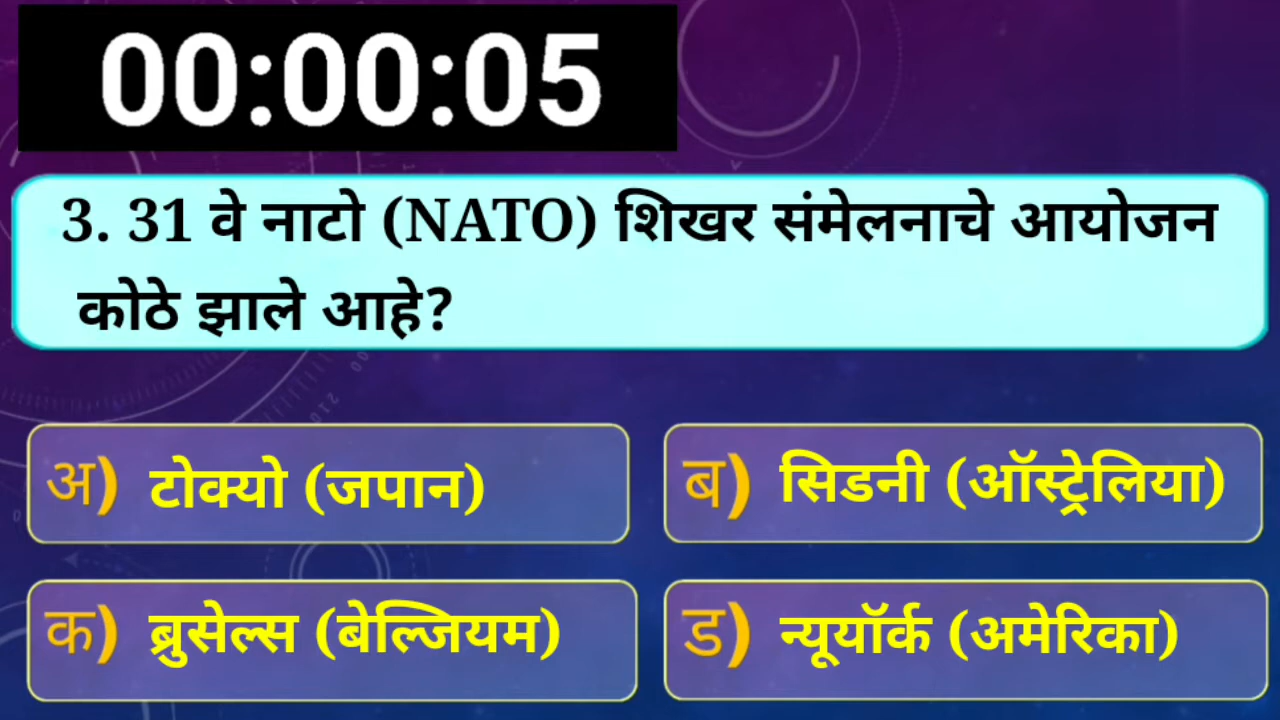 00:00:05
3. 31 वे नाटो (NATO) शिखर संमेलनाचे आयोजन
कोठे झाले आहे?
अ) टोक्यो (जपान)
ब) सिडनी (ऑस्ट्रेलिया)
क) ब्रुसेल्स (बेल्जियम)
ड) न्यूयॉर्क (अमेरिका)